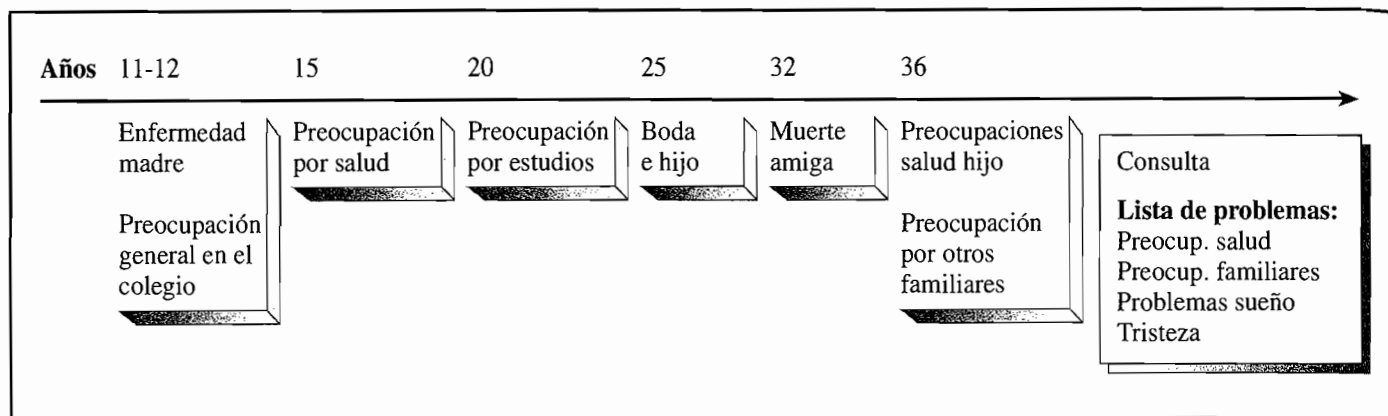 Años 11-12 15 20 25 32 36
Enfermedad
madre
Preocupación
general en el
colegio
Preocupación
por salud
Preocupación
por estudios
Boda
e hijo
Muerte
amiga
Preocupaciones
salud hijo
Preocupación
por otros
familiares
Consulta
Lista de problemas:
Preocup. salud
Preocup. familiares
Problemas sueño
Tristeza